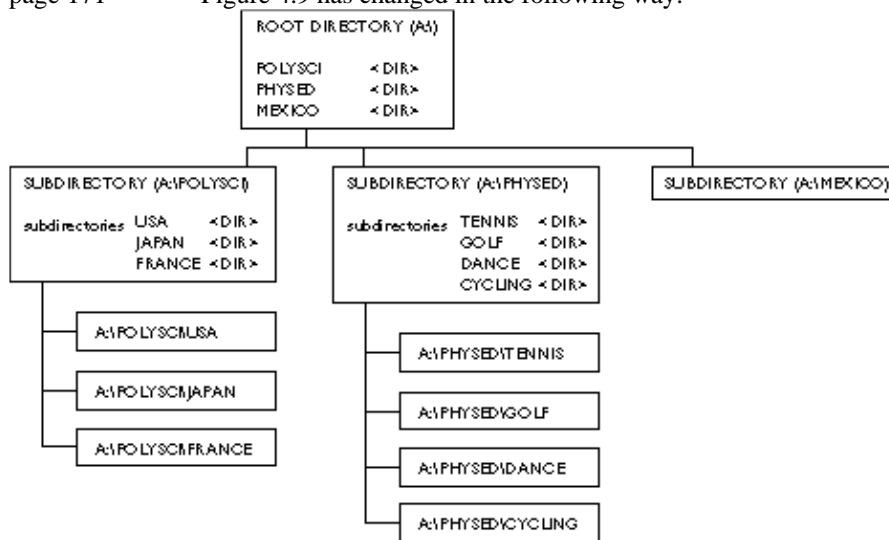 page 171 Figure 4.9 has changed in the following way:
ROOT DIRECTORY (A:\)
POLYSCI <DIR>
PHYSED <DIR>
MEXICO <DIR>
SUBDIRECTORY (A:\POLYSCI)
subdirectories USA <DIR>
JAPAN <DIR>
FRANCE <DIR>
SUBDIRECTORY (A:\PHYSED)
subdirectories TENNIS <DIR>
GOLF <DIR>
DANCE <DIR>
CYCLING <DIR>
SUBDIRECTORY (A:\MEXICO)
A:\POLYSCI\USA
A:\POLYSCI\JAPAN
A:\POLYSCI\FRANCE
A:\PHYSED\TENNIS
A:\PHYSED\GOLF
A:\PHYSED\DANCE
A:\PHYSED\CYCLING